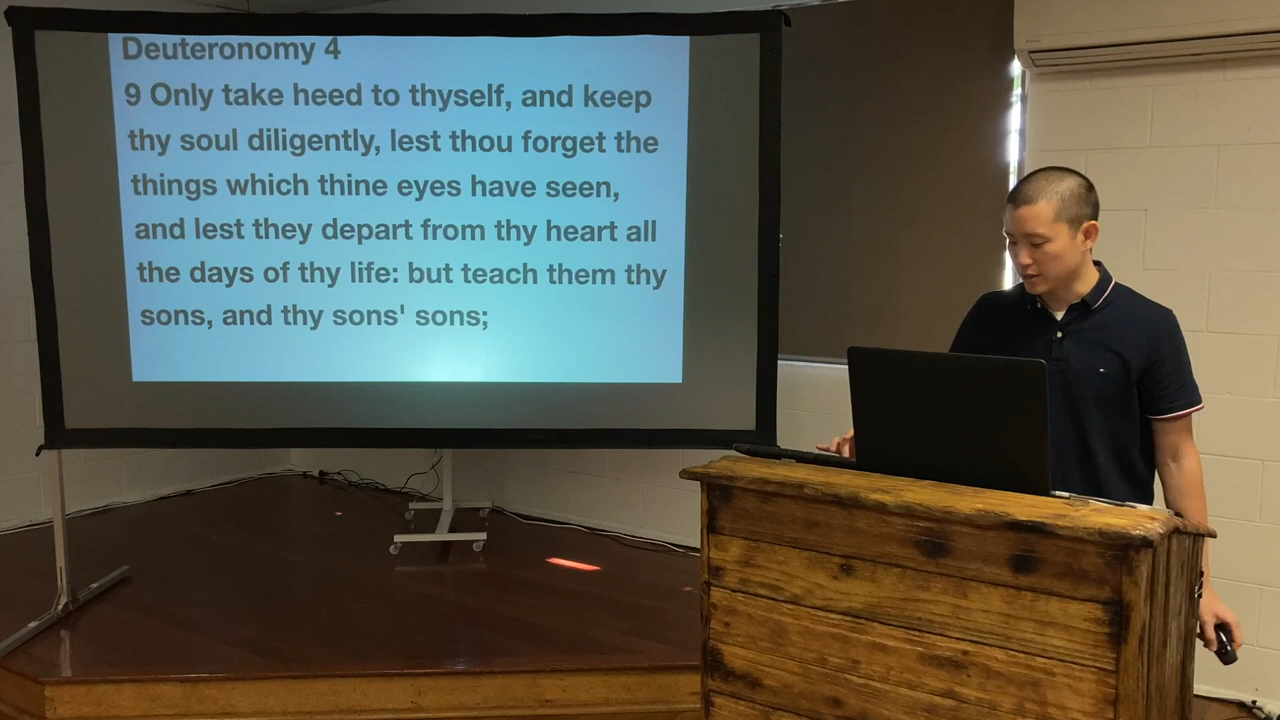 Deuteronomy 4
9 Only take heed to thyself, and keep
thy soul diligently, lest thou forget the
things which thine eyes have seen,
and lest they depart from thy heart all
the days of thy life: but teach them thy
sons, and thy sons' sons;